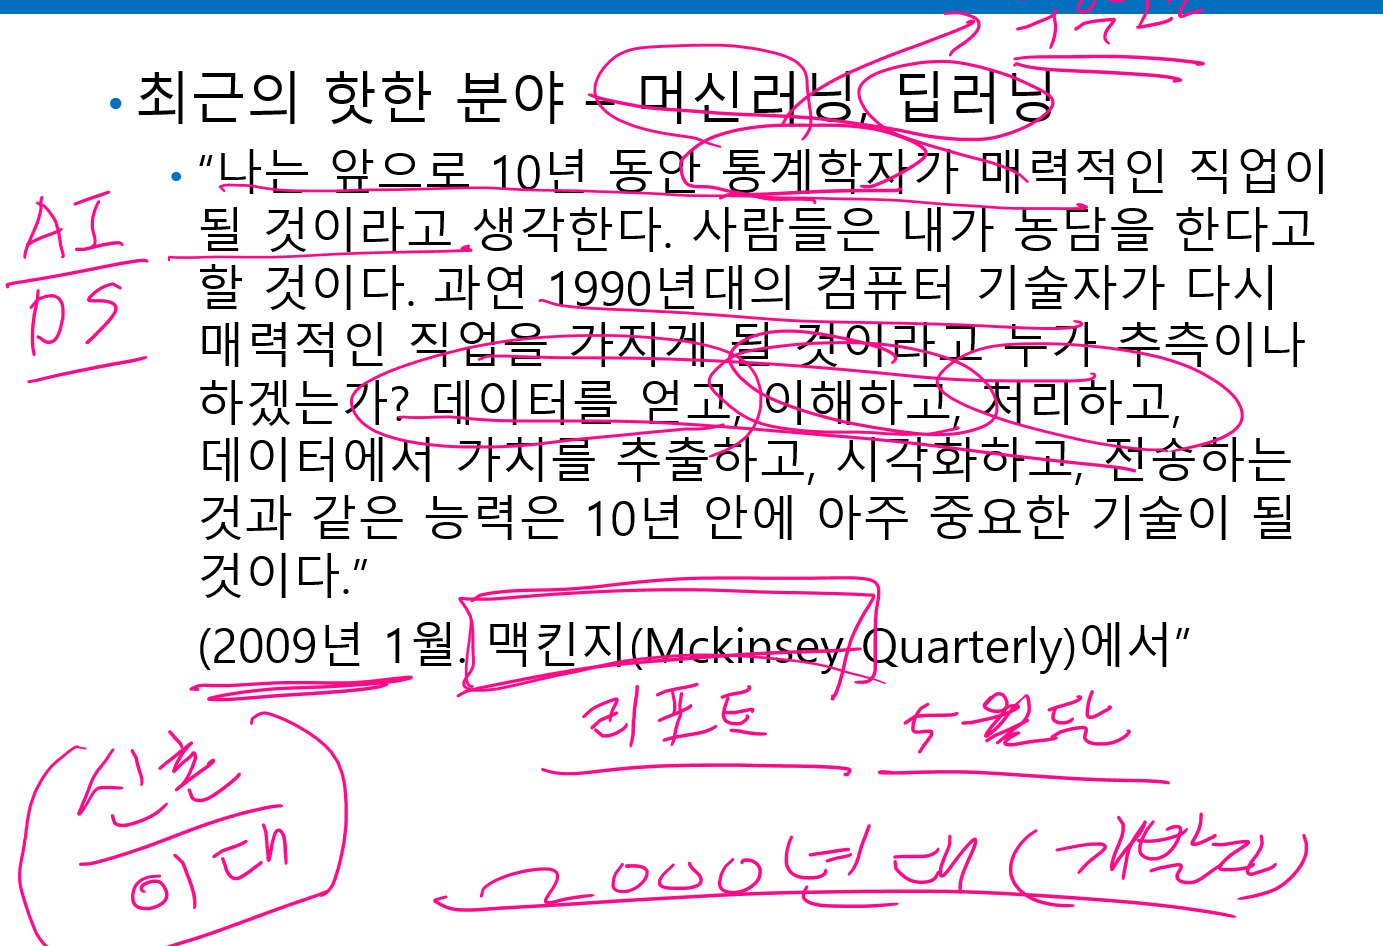 • 최근의 핫한 분야 – 머신러닝, 딥러닝
• “나는 앞으로 10년 동안 통계학자가 매력적인 직업이
될 것이라고 생각한다. 사람들은 내가 농담을 한다고
할 것이다. 과연 1990년대의 컴퓨터 기술자가 다시
매력적인 직업을 가지게 될 것이라고 누가 추측이나
하겠는가? 데이터를 얻고, 이해하고, 처리하고,
데이터에서 가치를 추출하고, 시각화하고, 전송하는
것과 같은 능력은 10년 안에 아주 중요한 기술이 될
것이다.”
(2009년 1월. 맥킨지(Mckinsey Quarterly)에서”
AI
DS
리포트 5월달
신촌
이대
2000년대 (개발자)